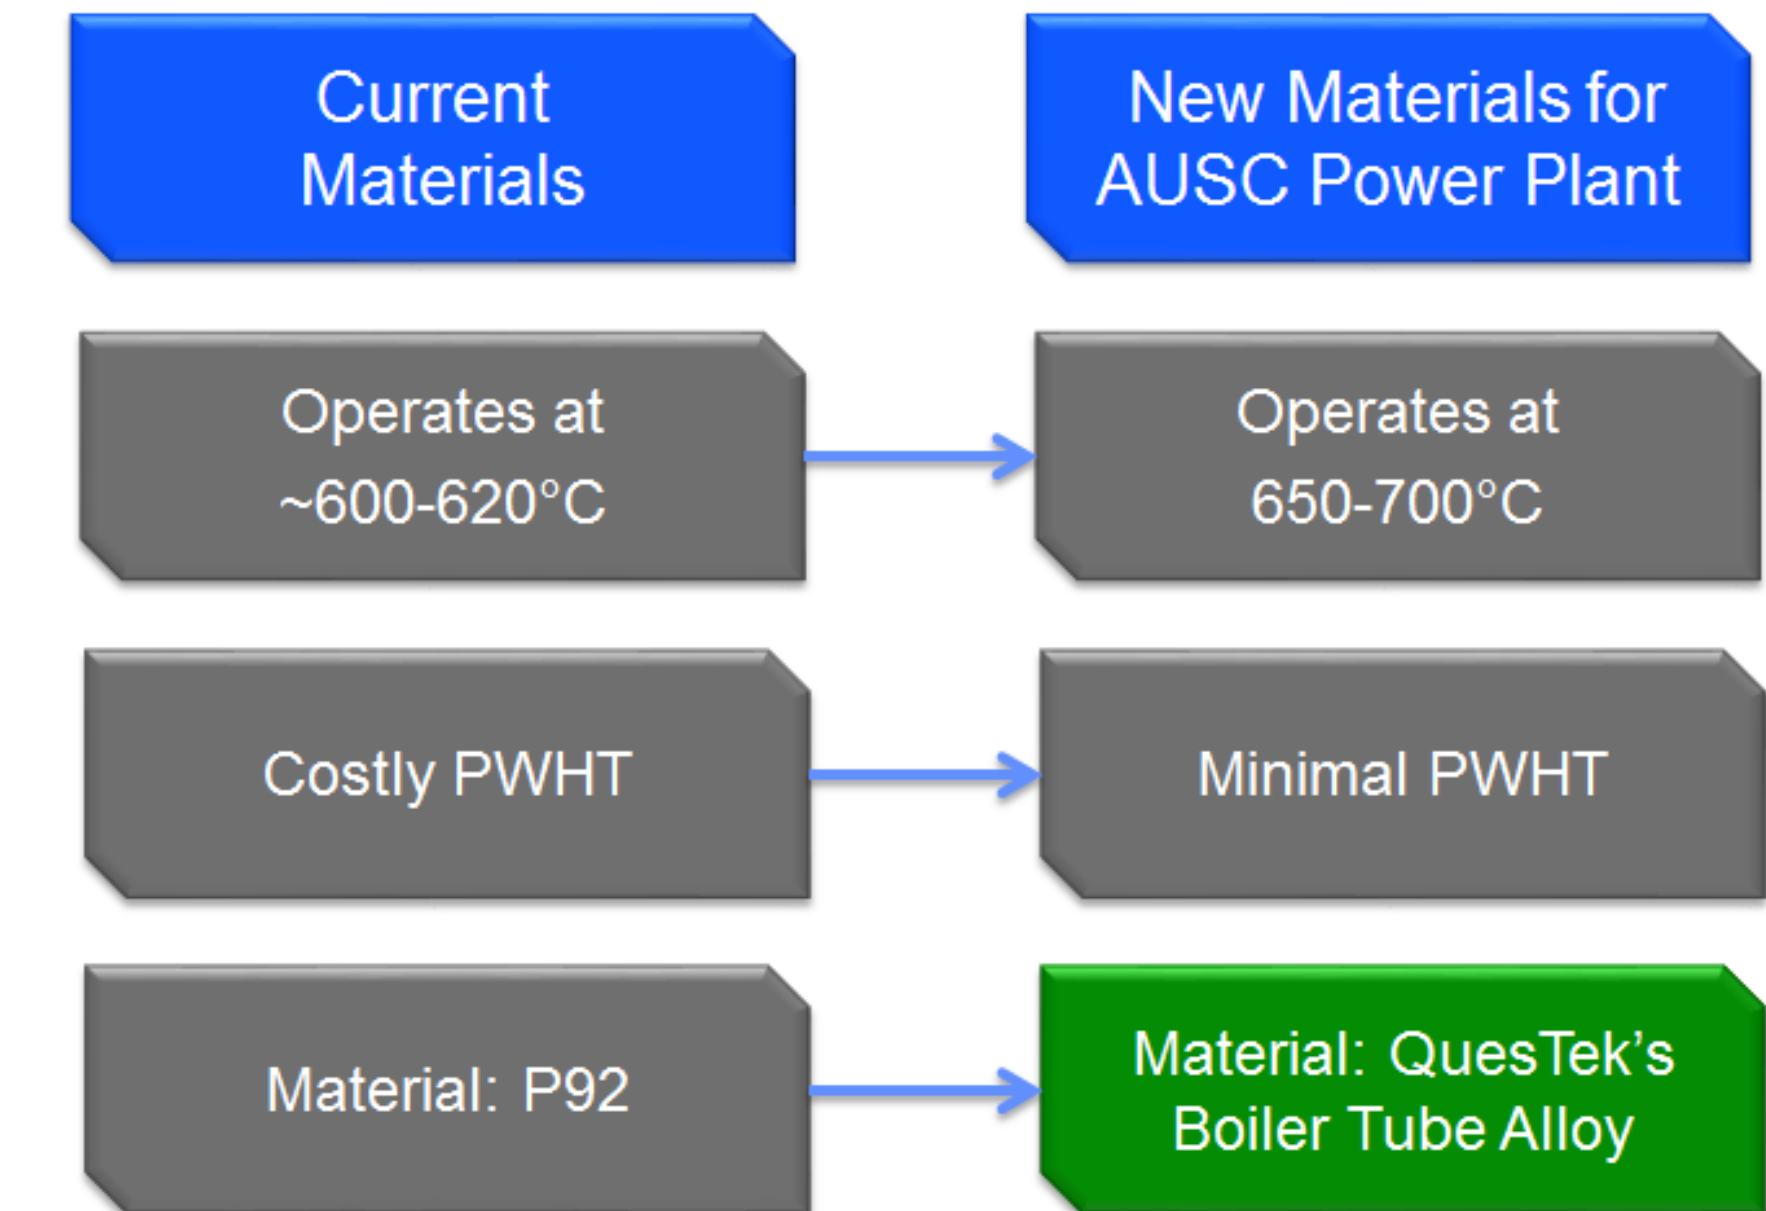 Current
Materials
New Materials for
AUSC Power Plant
Operates at
~600-620°C
Operates at
650-700°C
Costly PWHT
Minimal PWHT
Material: P92
Material: QuesTek’s
Boiler Tube Alloy